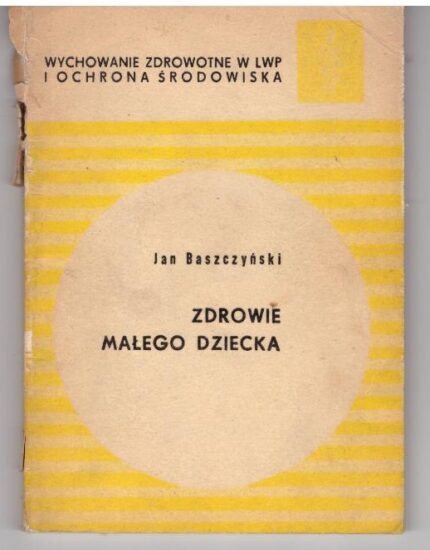 WYCHOWANIE ZDROWOTNE W LWP
I OCHRONA ŚRODOWISKA
Jan Baszczyński
ZDROWIE
MAŁEGO DZIECKA